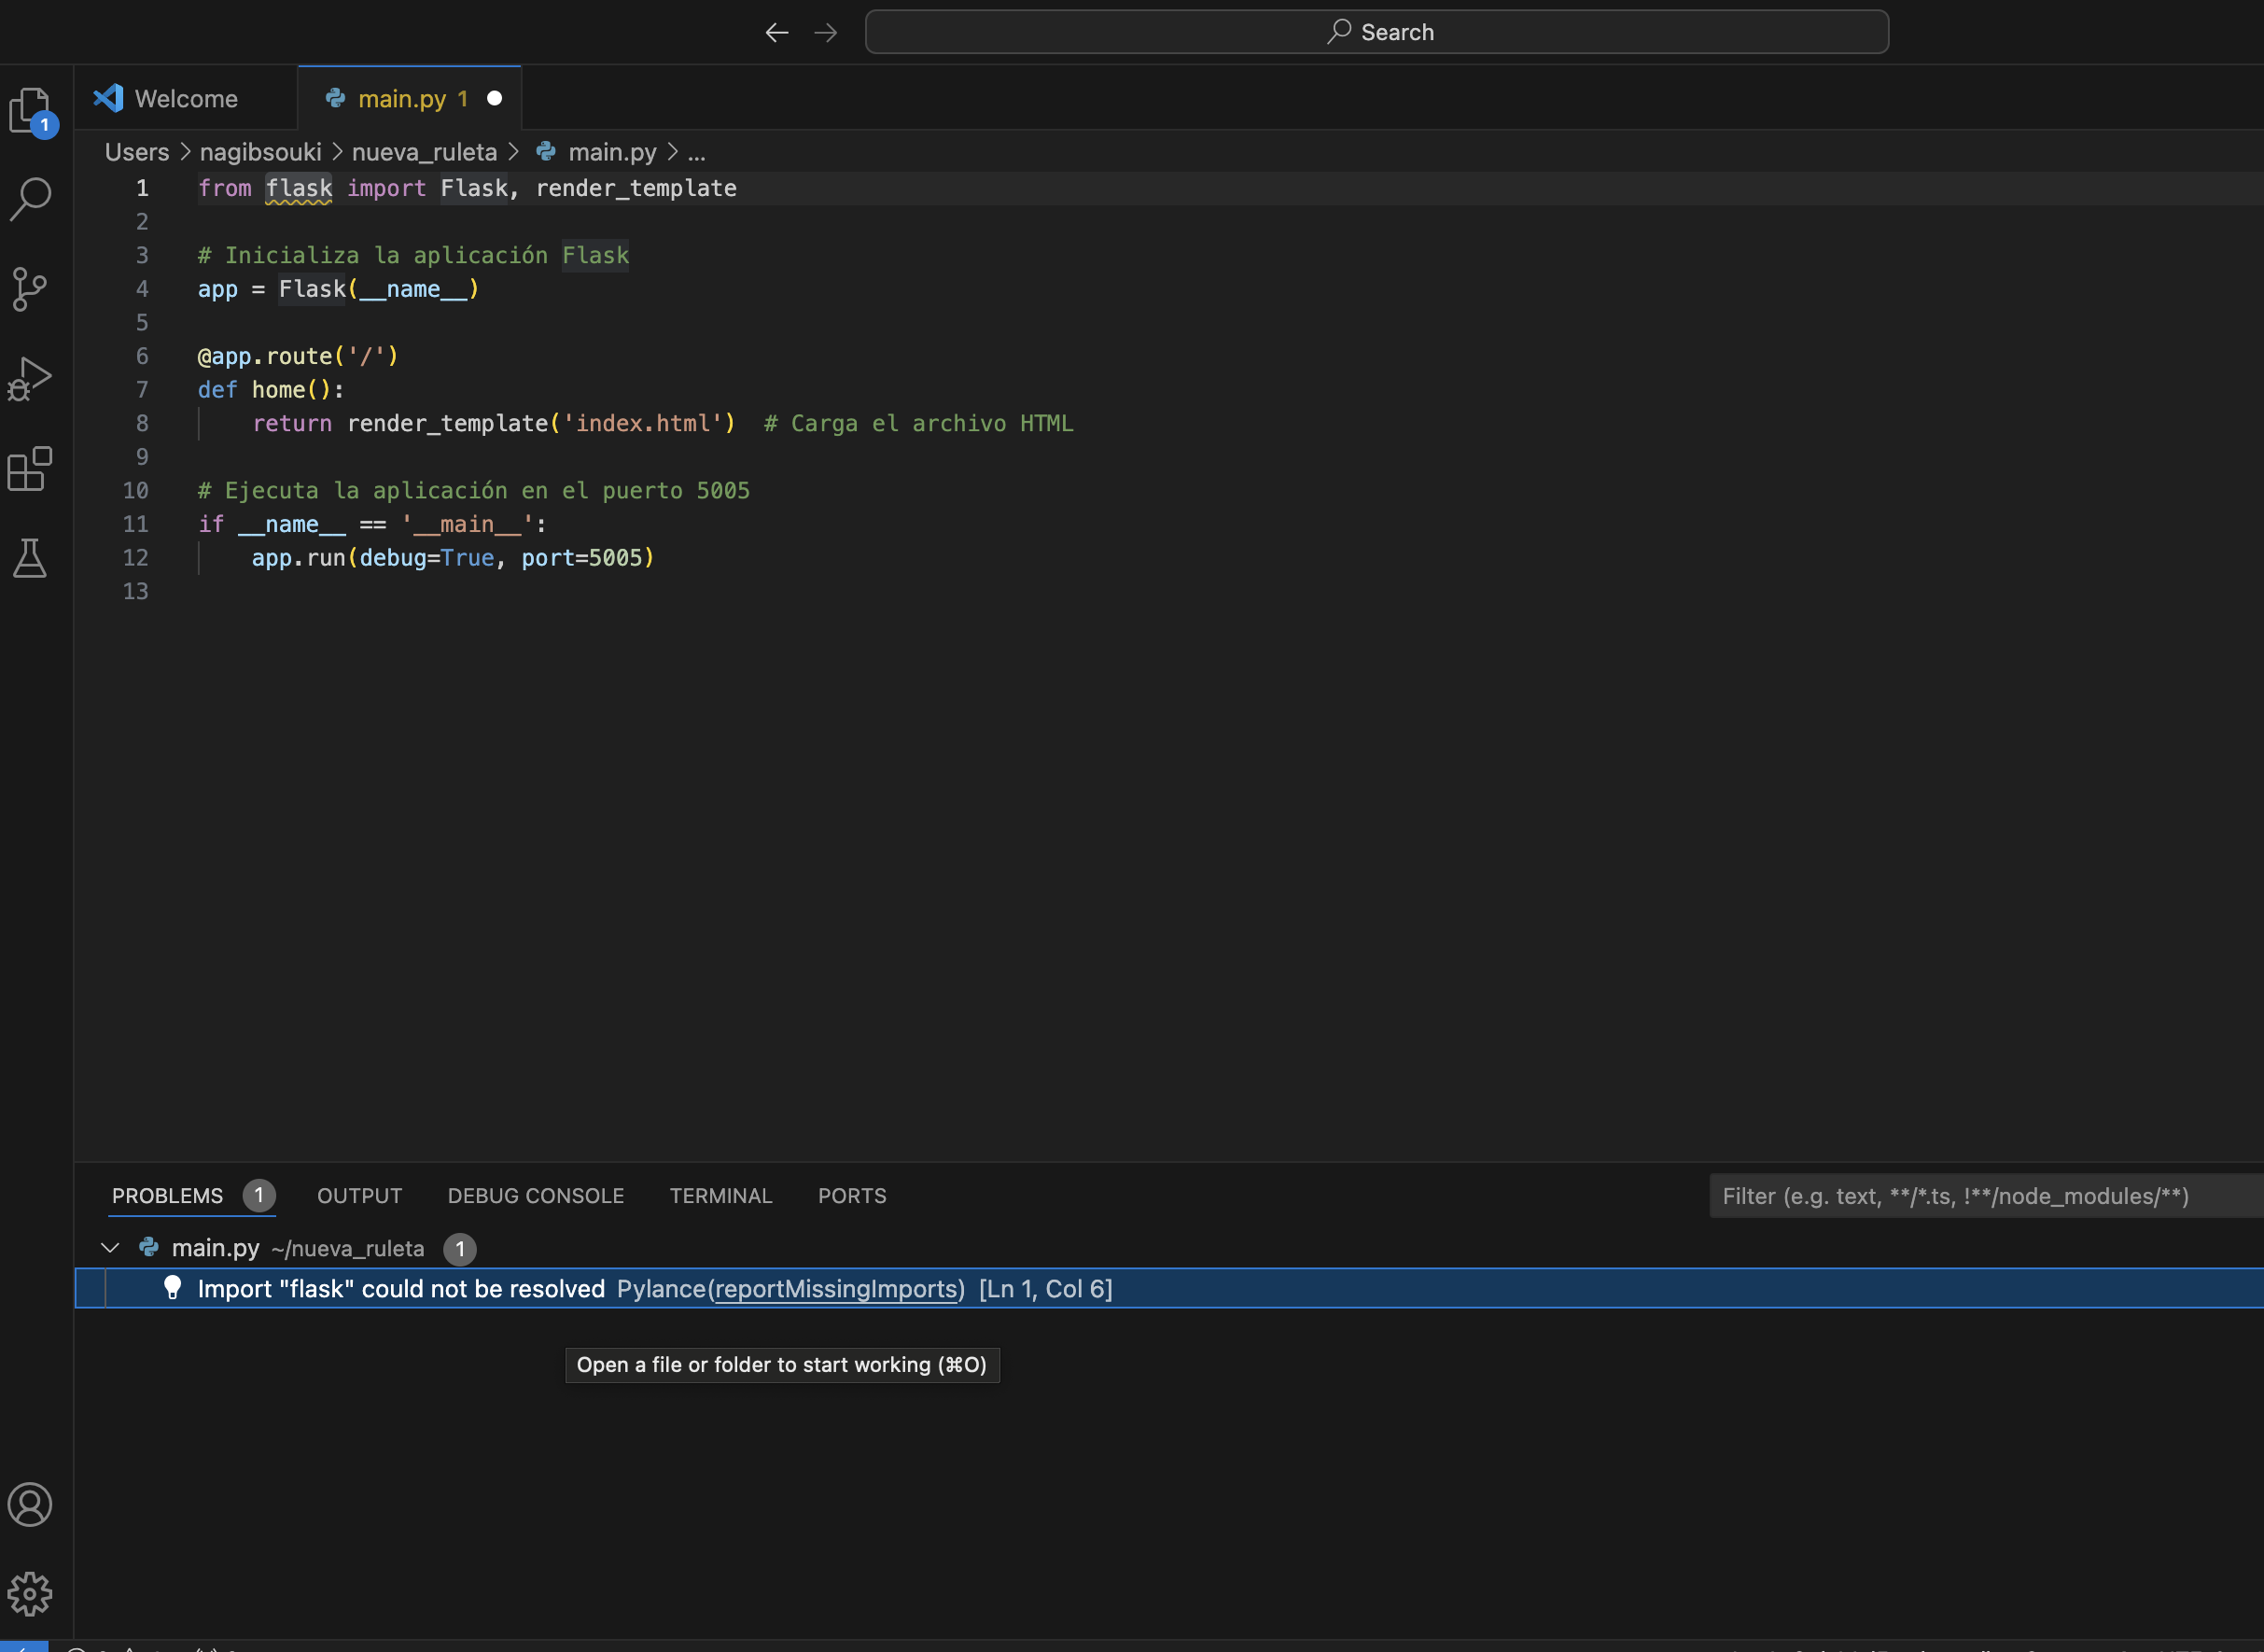 Search
Welcome
main.py 1
1
Users > nagibsouki > nueva_ruleta > main.py > ...
1 from flask import Flask, render_template
2
3 # Inicializa la aplicación Flask
4 app = Flask(__name__)
5
6 @app.route('/')
7 def home():
8 return render_template('index.html') # Carga el archivo HTML
9
10 # Ejecuta la aplicación en el puerto 5005
11 if __name__ == '__main__':
12 app.run(debug=True, port=5005)
13
PROBLEMS 1 OUTPUT DEBUG CONSOLE TERMINAL PORTS Filter (e.g. text, **/*.ts, !**/node_modules/**)
main.py ~/nueva_ruleta 1
Import "flask" could not be resolved Pylance(reportMissingImports) [Ln 1, Col 6]
Open a file or folder to start working (⌘O)